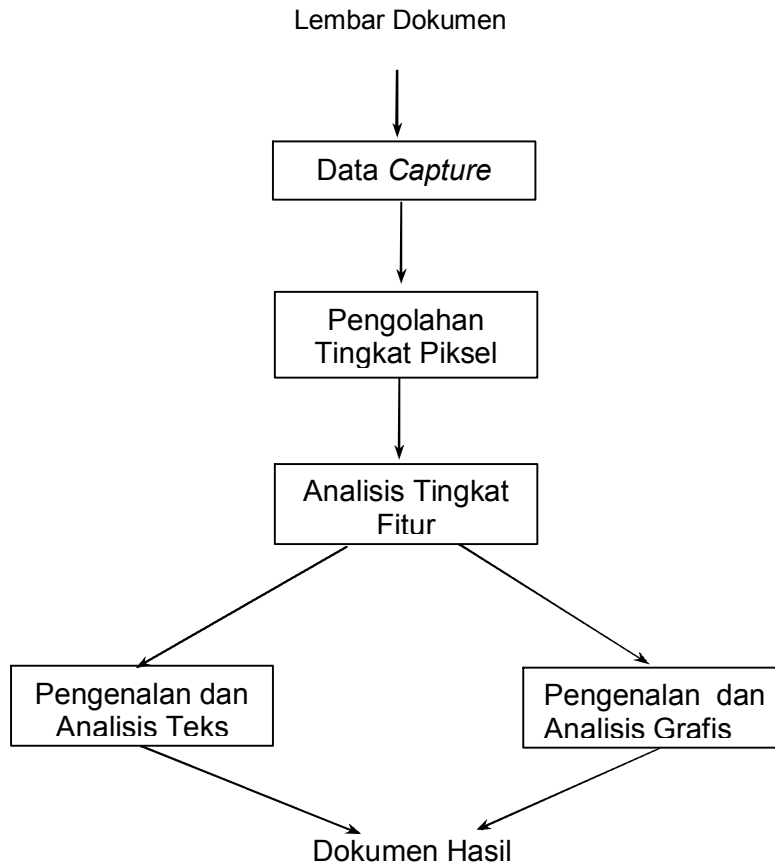 Lembar Dokumen
Data Capture
Pengolahan
Tingkat Piksel
Analisis Tingkat
Fitur
Pengenalan dan
Analisis Teks
Pengenalan dan
Analisis Grafis
Dokumen Hasil